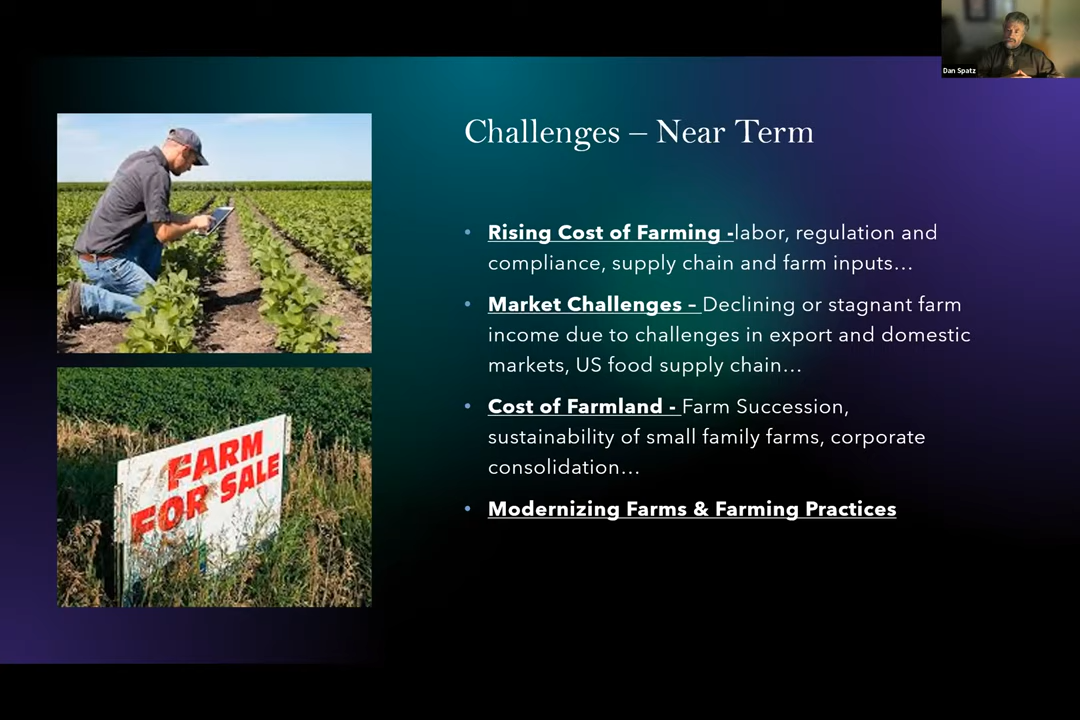 Dan Spatz
Challenges – Near Term
• Rising Cost of Farming -labor, regulation and
compliance, supply chain and farm inputs…
• Market Challenges – Declining or stagnant farm
income due to challenges in export and domestic
markets, US food supply chain…
• Cost of Farmland - Farm Succession,
sustainability of small family farms, corporate
consolidation…
• Modernizing Farms & Farming Practices
FARM
FOR SALE